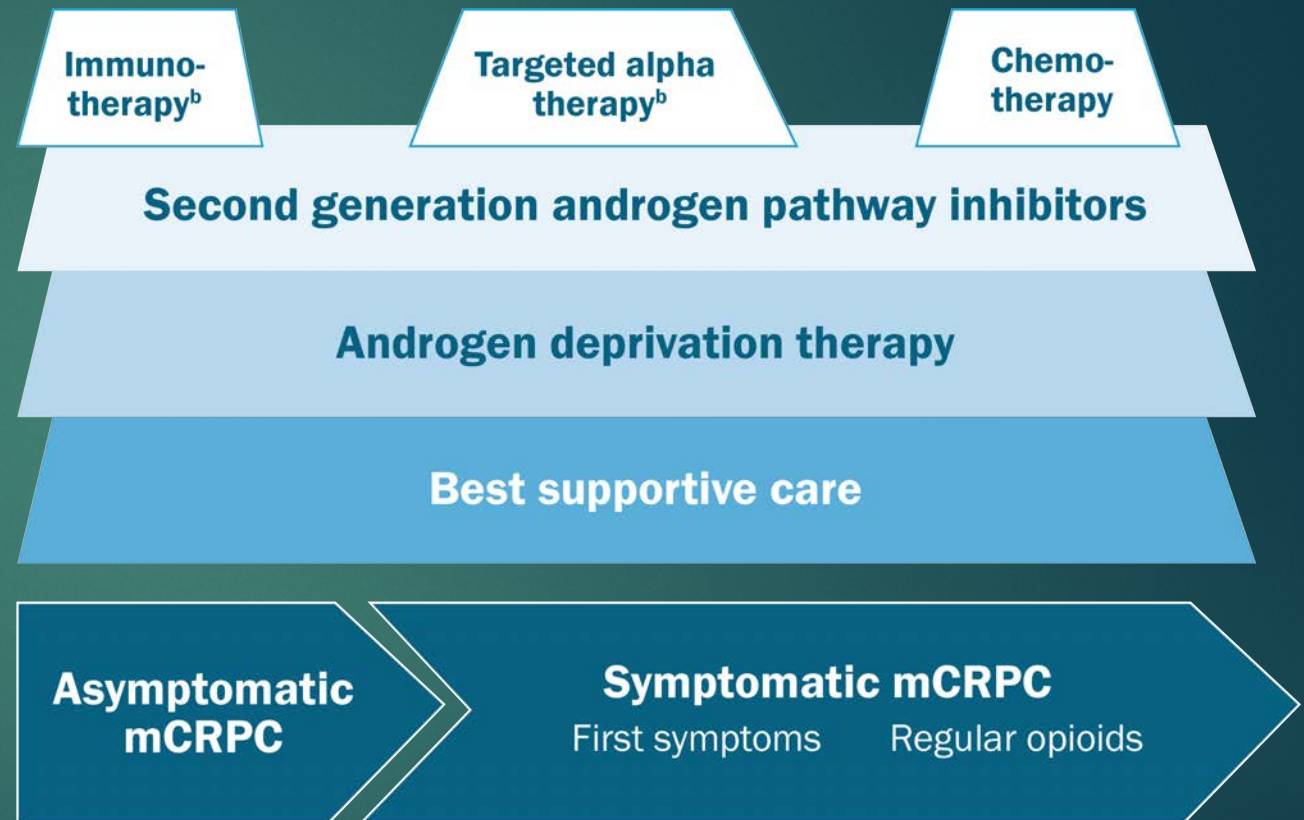 Immuno-
therapyᵇ
Targeted alpha
therapyᵇ
Chemo-
therapy
Second generation androgen pathway inhibitors
Androgen deprivation therapy
Best supportive care
Asymptomatic
mCRPC
Symptomatic mCRPC
First symptoms Regular opioids